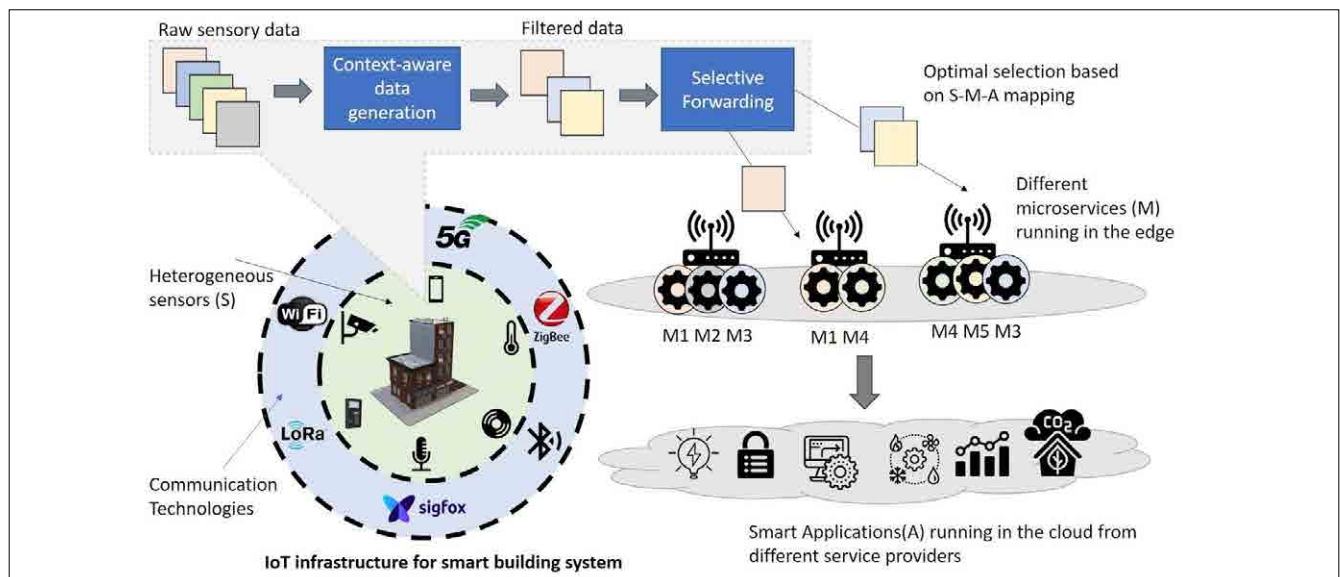 Raw sensory data
Filtered data
Context-aware
data
generation
Selective
Forwarding
Optimal selection based
on S-M-A mapping
Different
microservices (M)
running in the edge
5G
Heterogeneous
sensors (S)
WiFi
ZigBee
M1 M2 M3
M1 M4
M4 M5 M3
LoRa
CO2
Communication
Technologies
sigfox
Smart Applications(A) running in the cloud from
different service providers
IoT infrastructure for smart building system